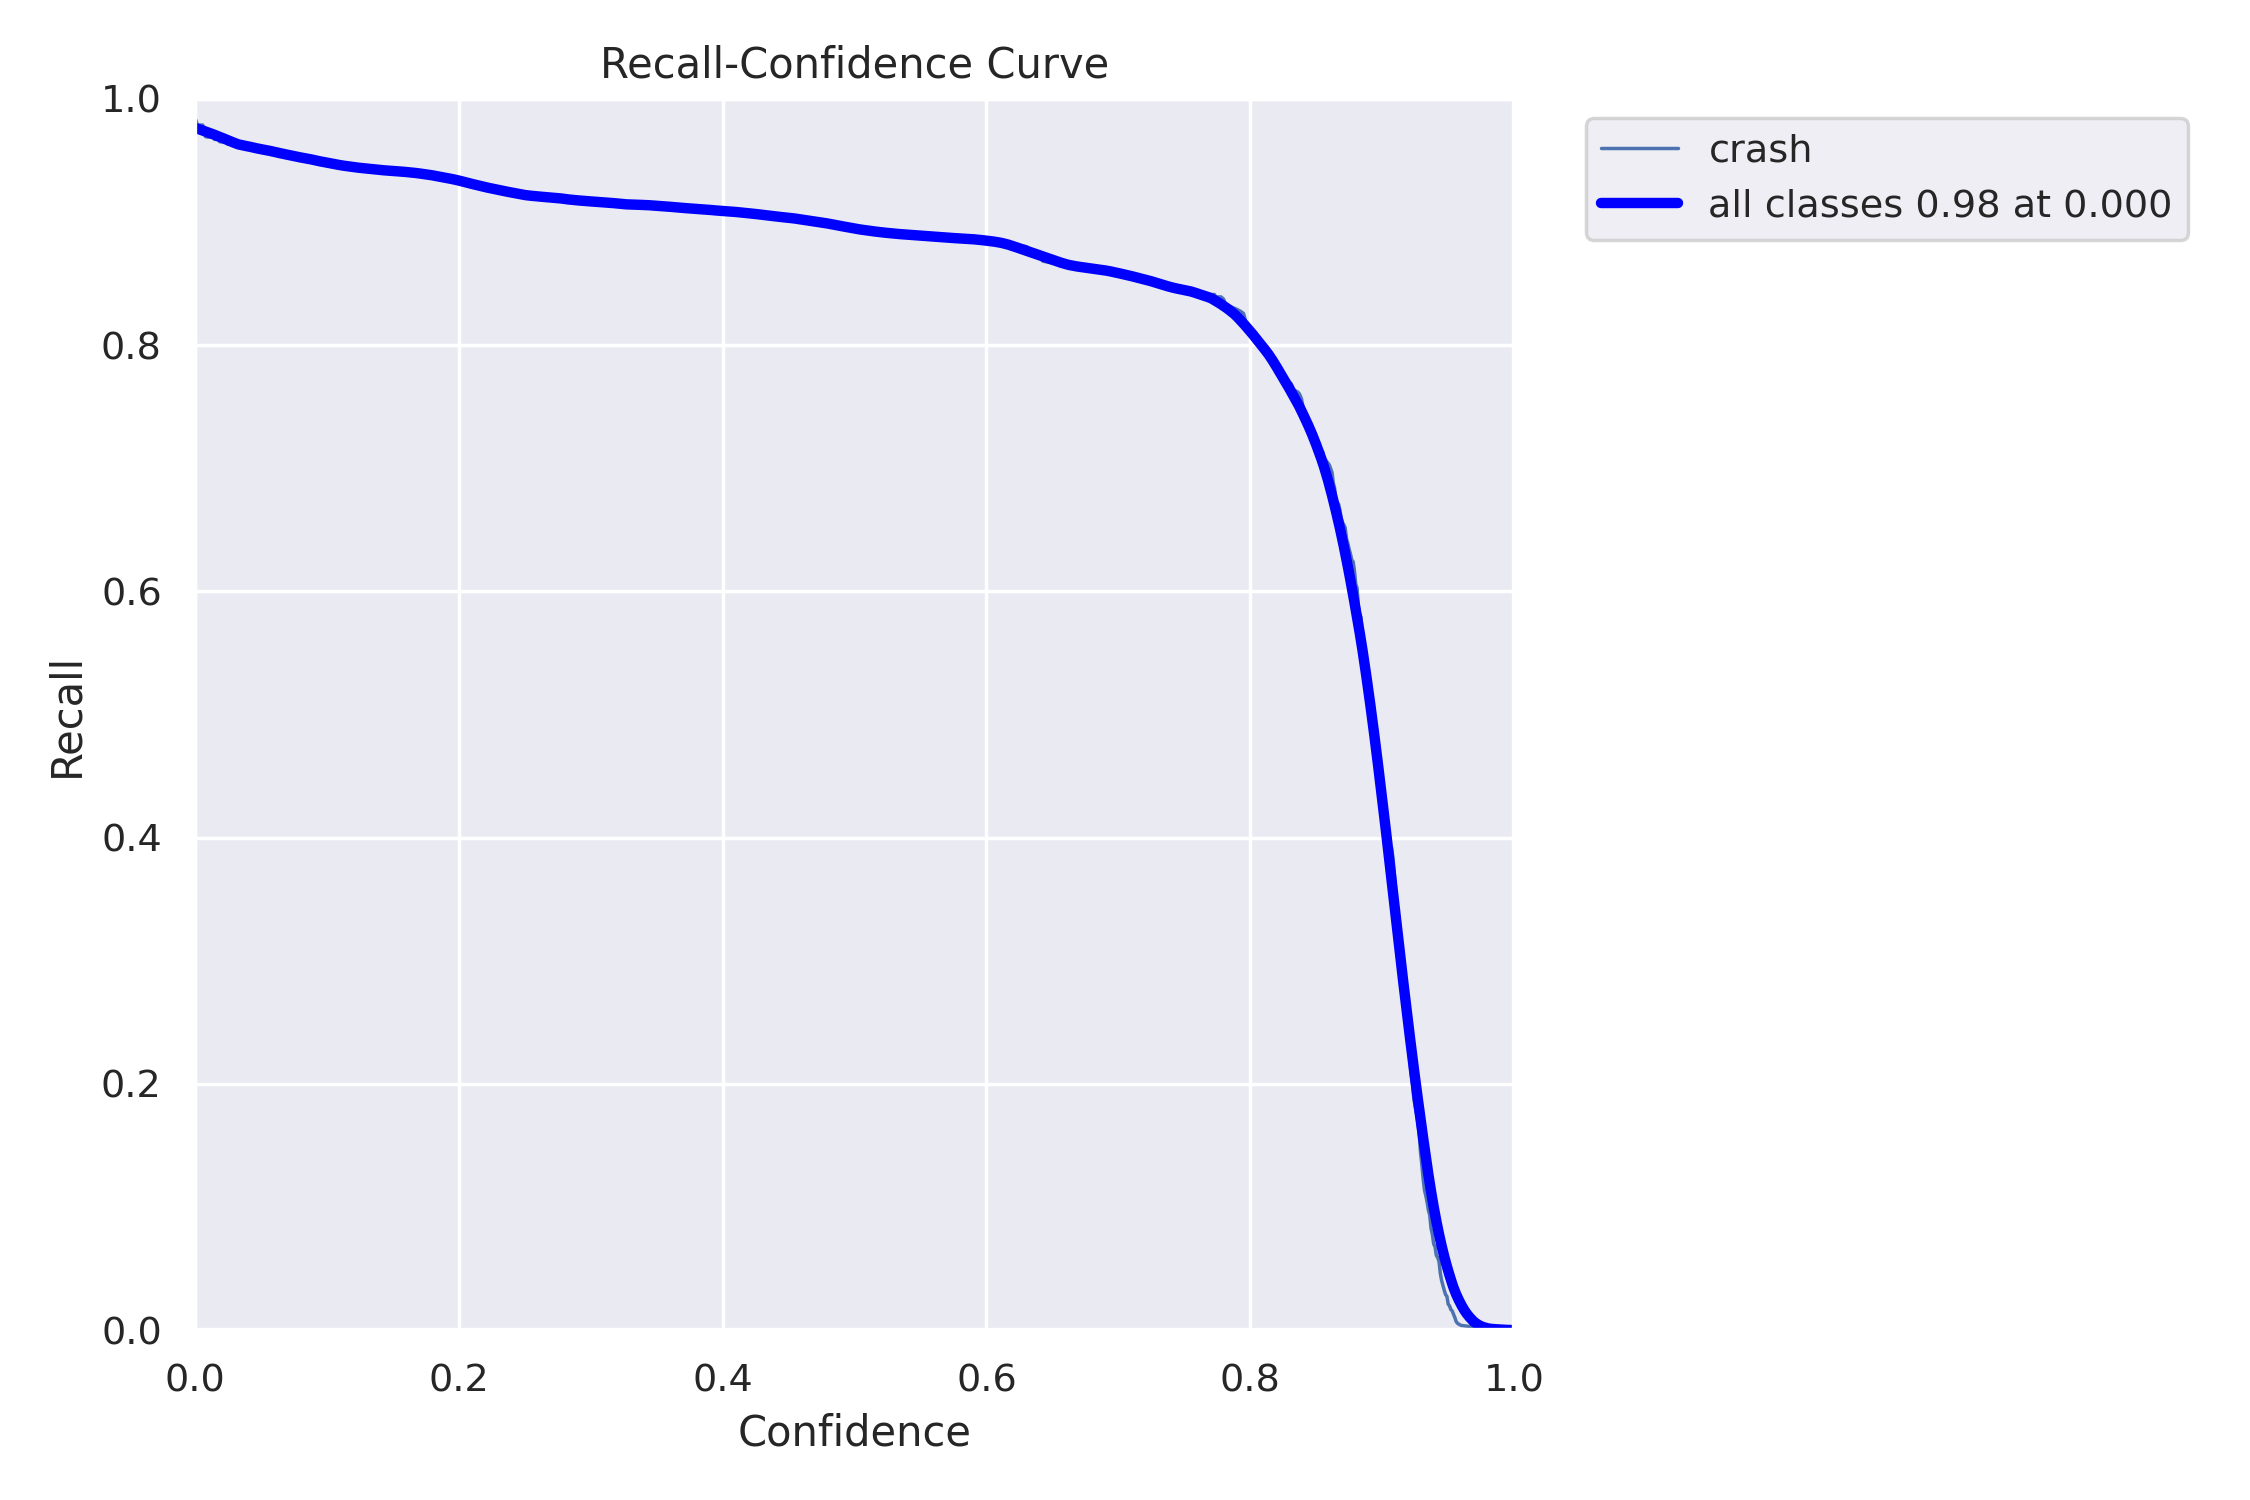 Recall-Confidence Curve
1.0
0.8
0.6
0.4
0.2
0.0
Recall
0.0 0.2 0.4 0.6 0.8 1.0
Confidence
crash
all classes 0.98 at 0.000